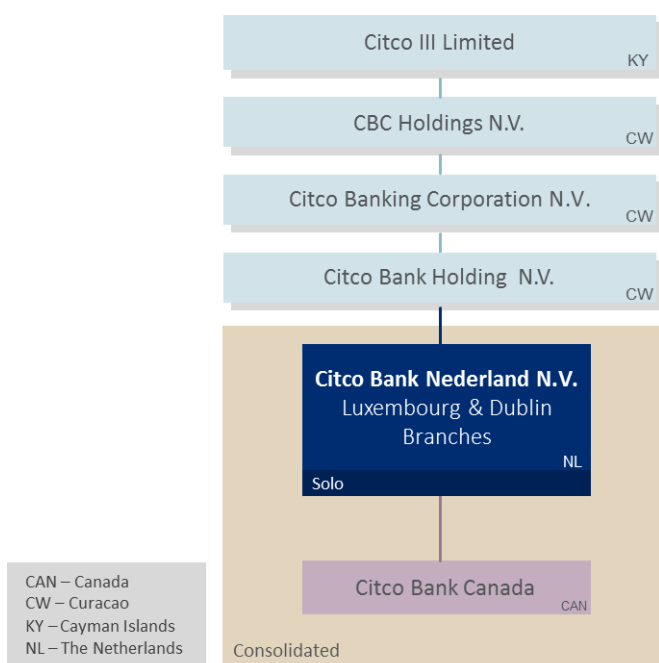 Citco III Limited
KY
CBC Holdings N.V.
CW
Citco Banking Corporation N.V.
CW
Citco Bank Holding N.V.
CW
Citco Bank Nederland N.V.
Luxembourg & Dublin
Branches
NL
Solo
Citco Bank Canada
CAN
CAN – Canada
CW – Curacao
KY – Cayman Islands
NL – The Netherlands
Consolidated